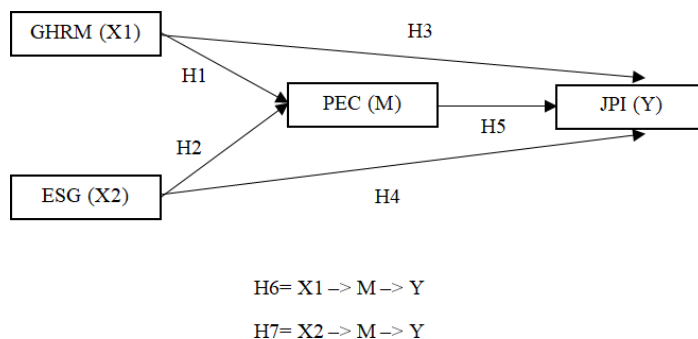 GHRM (X1)
H3
H1
PEC (M)
JPI (Y)
H5
H2
ESG (X2)
H4
H6= X1 –> M –> Y
H7= X2 –> M –> Y